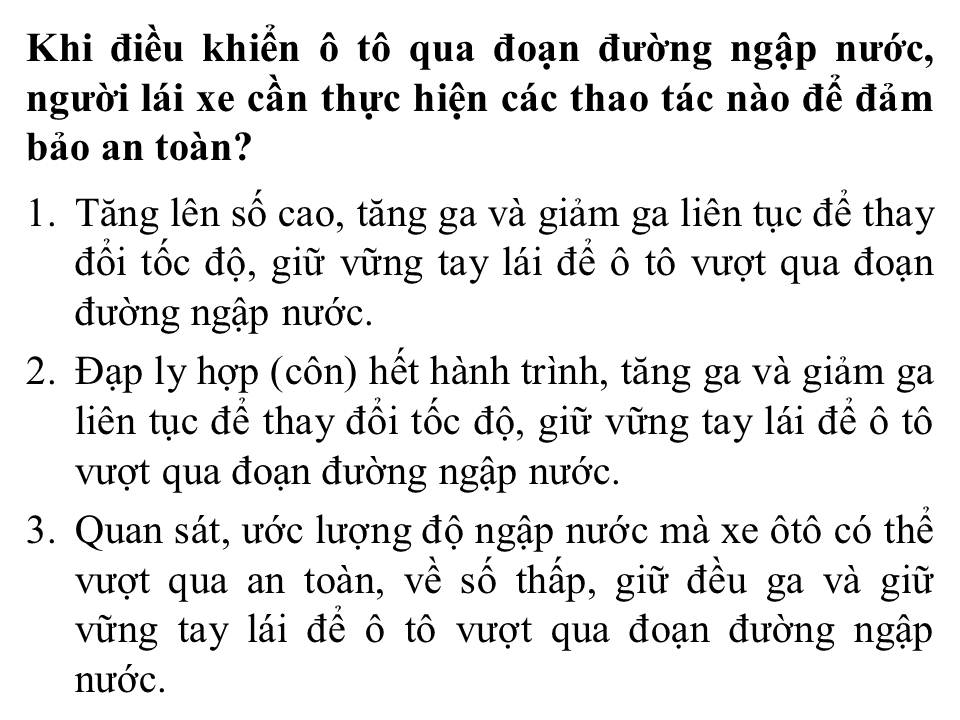 Khi điều khiển ô tô qua đoạn đường ngập nước,
người lái xe cần thực hiện các thao tác nào để đảm
bảo an toàn?
1. Tăng lên số cao, tăng ga và giảm ga liên tục để thay
đổi tốc độ, giữ vững tay lái để ô tô vượt qua đoạn
đường ngập nước.
2. Đạp ly hợp (côn) hết hành trình, tăng ga và giảm ga
liên tục để thay đổi tốc độ, giữ vững tay lái để ô tô
vượt qua đoạn đường ngập nước.
3. Quan sát, ước lượng độ ngập nước mà xe ôtô có thể
vượt qua an toàn, về số thấp, giữ đều ga và giữ
vững tay lái để ô tô vượt qua đoạn đường ngập
nước.